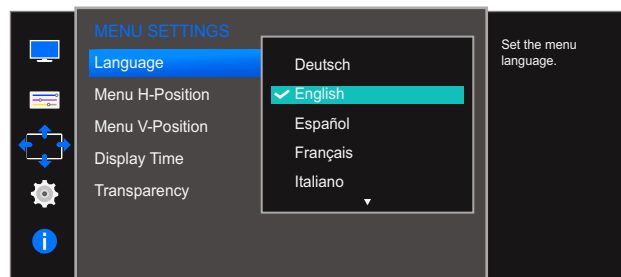 MENU SETTINGS
Language
Menu H-Position
Menu V-Position
Display Time
Transparency
Deutsch
English
Español
Français
Italiano
Set the menu
language.